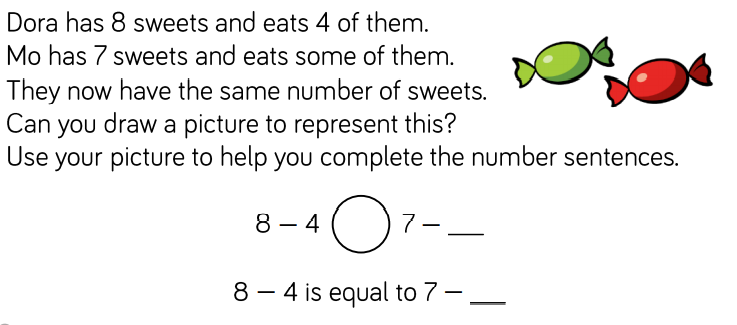 Dora has 8 sweets and eats 4 of them.
Mo has 7 sweets and eats some of them.
They now have the same number of sweets.
Can you draw a picture to represent this?
Use your picture to help you complete the number sentences.
8 – 4 ◯ 7 – __
8 – 4 is equal to 7 – __